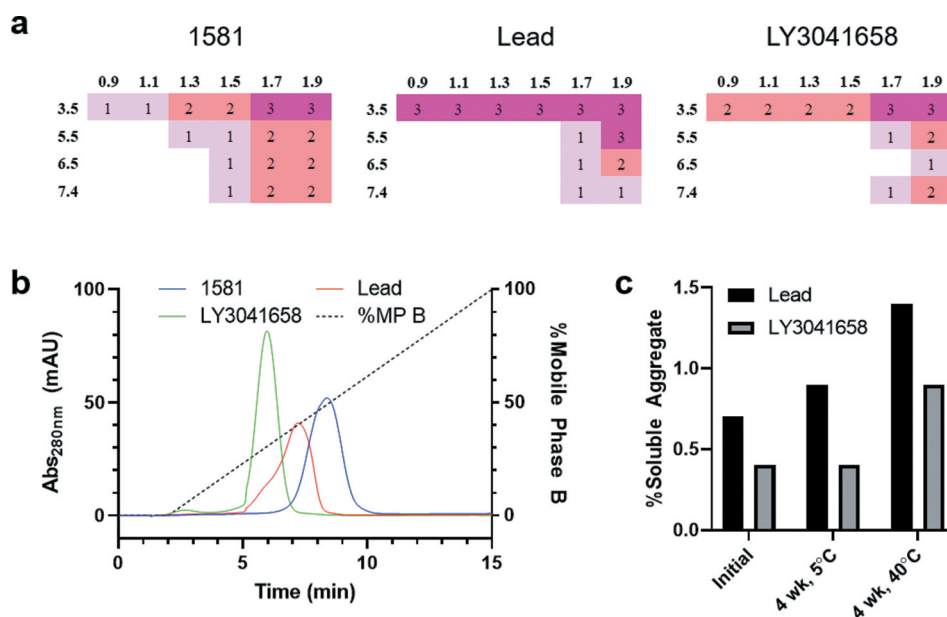 a
1581
Lead
LY3041658
0.9 1.1 1.3 1.5 1.7 1.9
3.5 1 1 2 2 3 3
5.5 1 1 2 2
6.5 1 2 2
7.4 1 2 2
0.9 1.1 1.3 1.5 1.7 1.9
3.5 3 3 3 3 3 3
5.5 1 3
6.5 1 2
7.4 1 1
0.9 1.1 1.3 1.5 1.7 1.9
3.5 2 2 2 2 3 3
5.5 1 2
6.5 1
7.4 1 2
b
1581
Lead
LY3041658
%MP B
100
50
0
Abs280nm (mAU)
100
50
0
%Mobile Phase B
0 5 10 15
Time (min)
c
Lead
LY3041658
1.5
1.0
0.5
0.0
%Soluble Aggregate
Initial
4 wk, 5°C
4 wk, 40°C